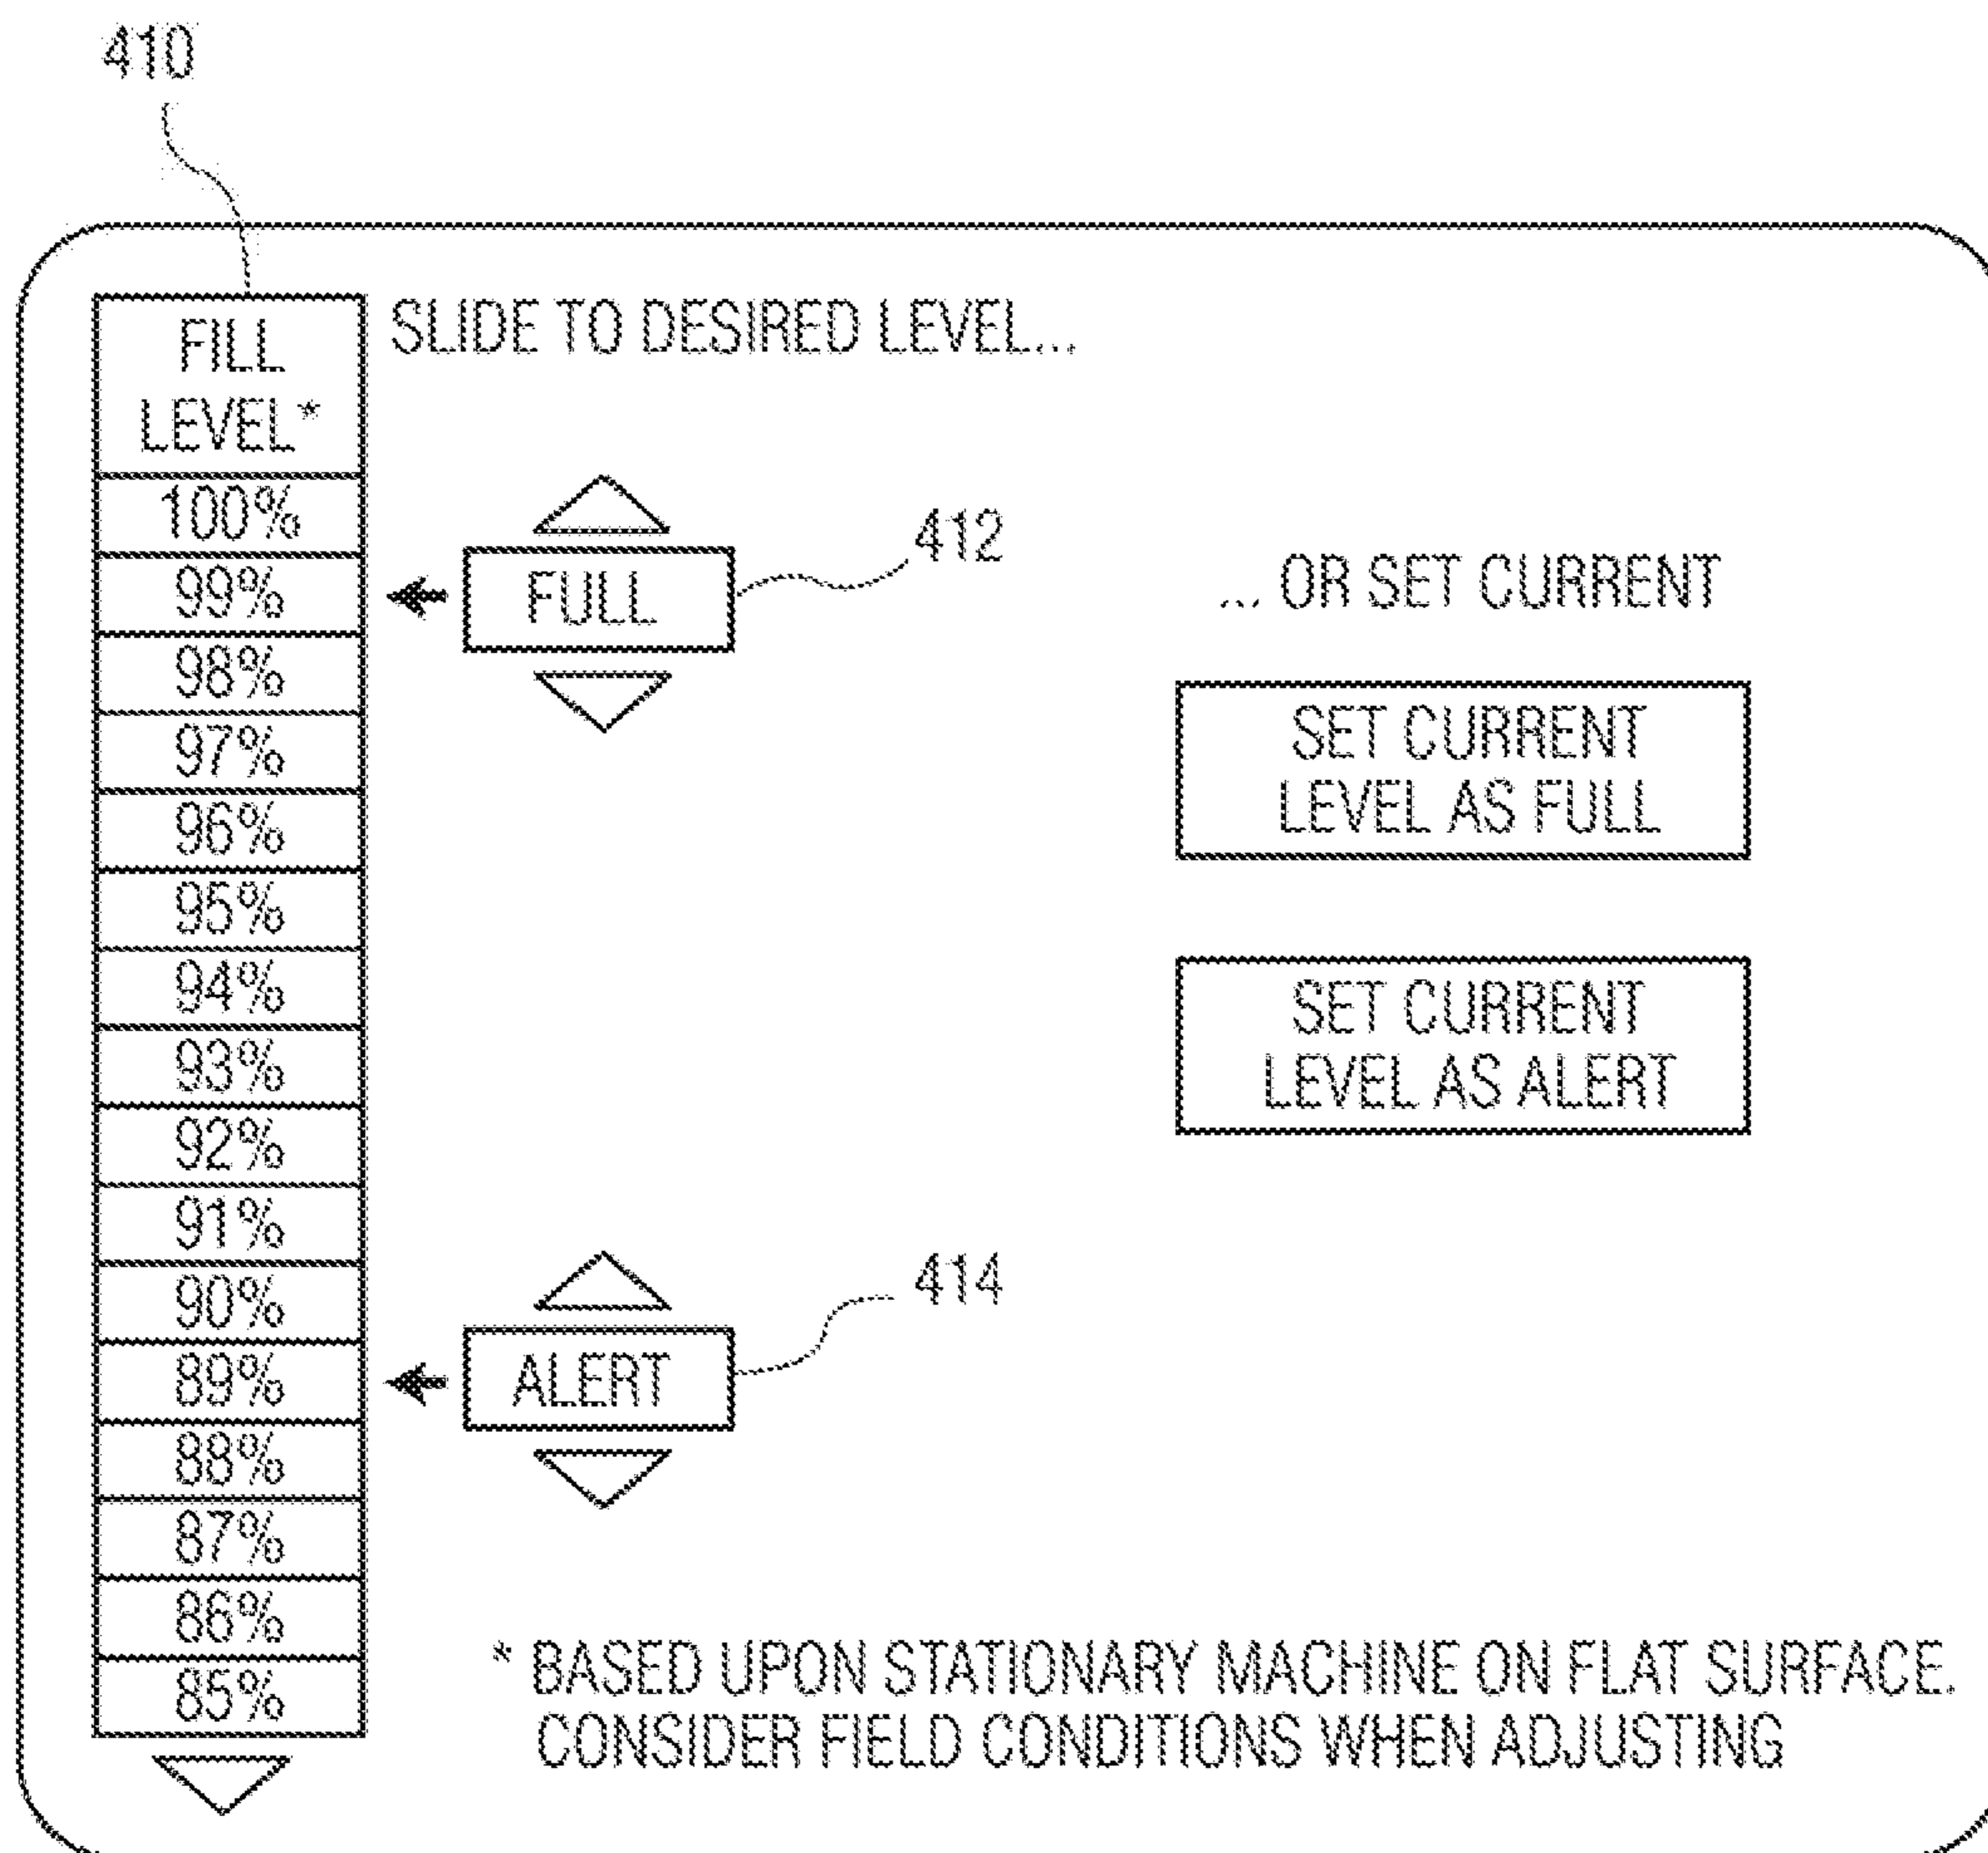 410
FILL
LEVEL*
SLIDE TO DESIRED LEVEL...
100%
99%
98%
97%
96%
95%
94%
93%
92%
91%
90%
89%
88%
87%
86%
85%
FULL
412
ALERT
414
... OR SET CURRENT
SET CURRENT
LEVEL AS FULL
SET CURRENT
LEVEL AS ALERT
* BASED UPON STATIONARY MACHINE ON FLAT SURFACE.
CONSIDER FIELD CONDITIONS WHEN ADJUSTING